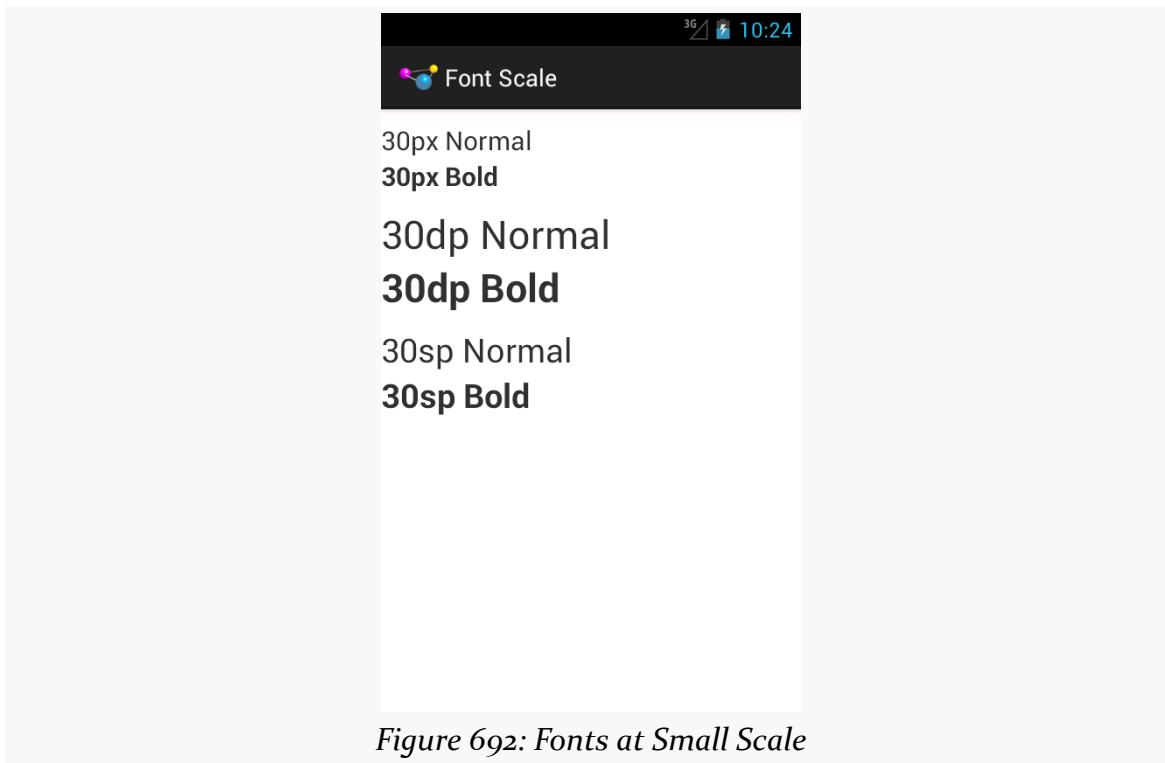 3G 10:24
Font Scale
30px Normal
30px Bold
30dp Normal
30dp Bold
30sp Normal
30sp Bold
Figure 692: Fonts at Small Scale